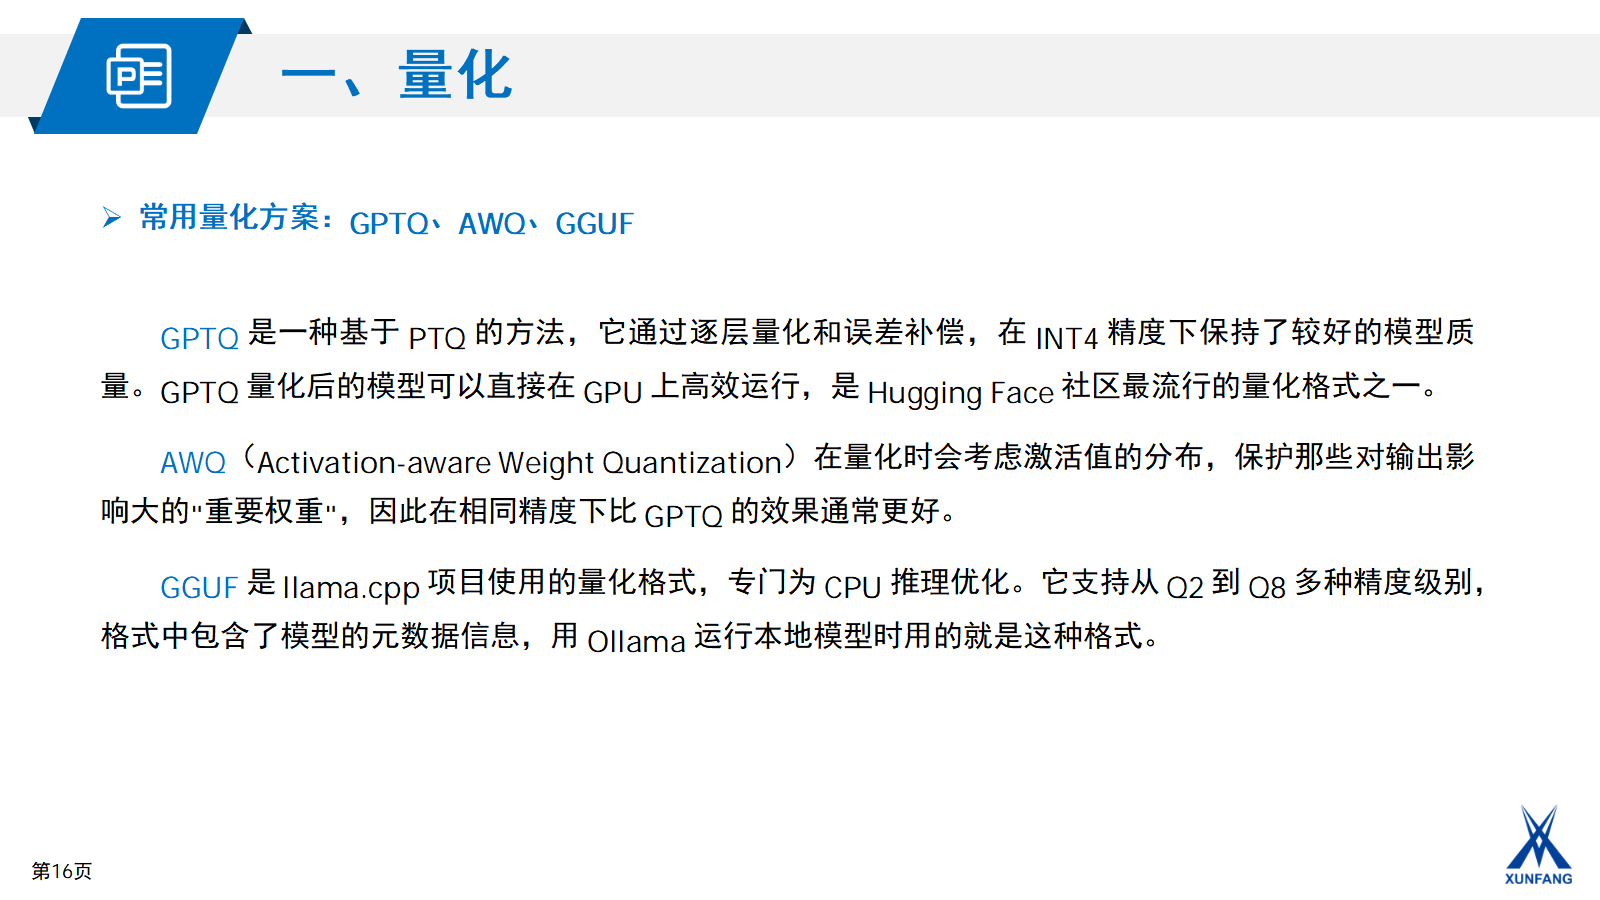 一、量化
常用量化方案：GPTQ、AWQ、GGUF
GPTQ 是一种基于 PTQ 的方法，它通过逐层量化和误差补偿，在 INT4 精度下保持了较好的模型质
量。GPTQ 量化后的模型可以直接在 GPU 上高效运行，是 Hugging Face 社区最流行的量化格式之一。
AWQ（Activation-aware Weight Quantization）在量化时会考虑激活值的分布，保护那些对输出影
响大的"重要权重"，因此在相同精度下比 GPTQ 的效果通常更好。
GGUF 是 llama.cpp 项目使用的量化格式，专门为 CPU 推理优化。它支持从 Q2 到 Q8 多种精度级别，
格式中包含了模型的元数据信息，用 Ollama 运行本地模型时用的就是这种格式。
第16页
XUNFANG